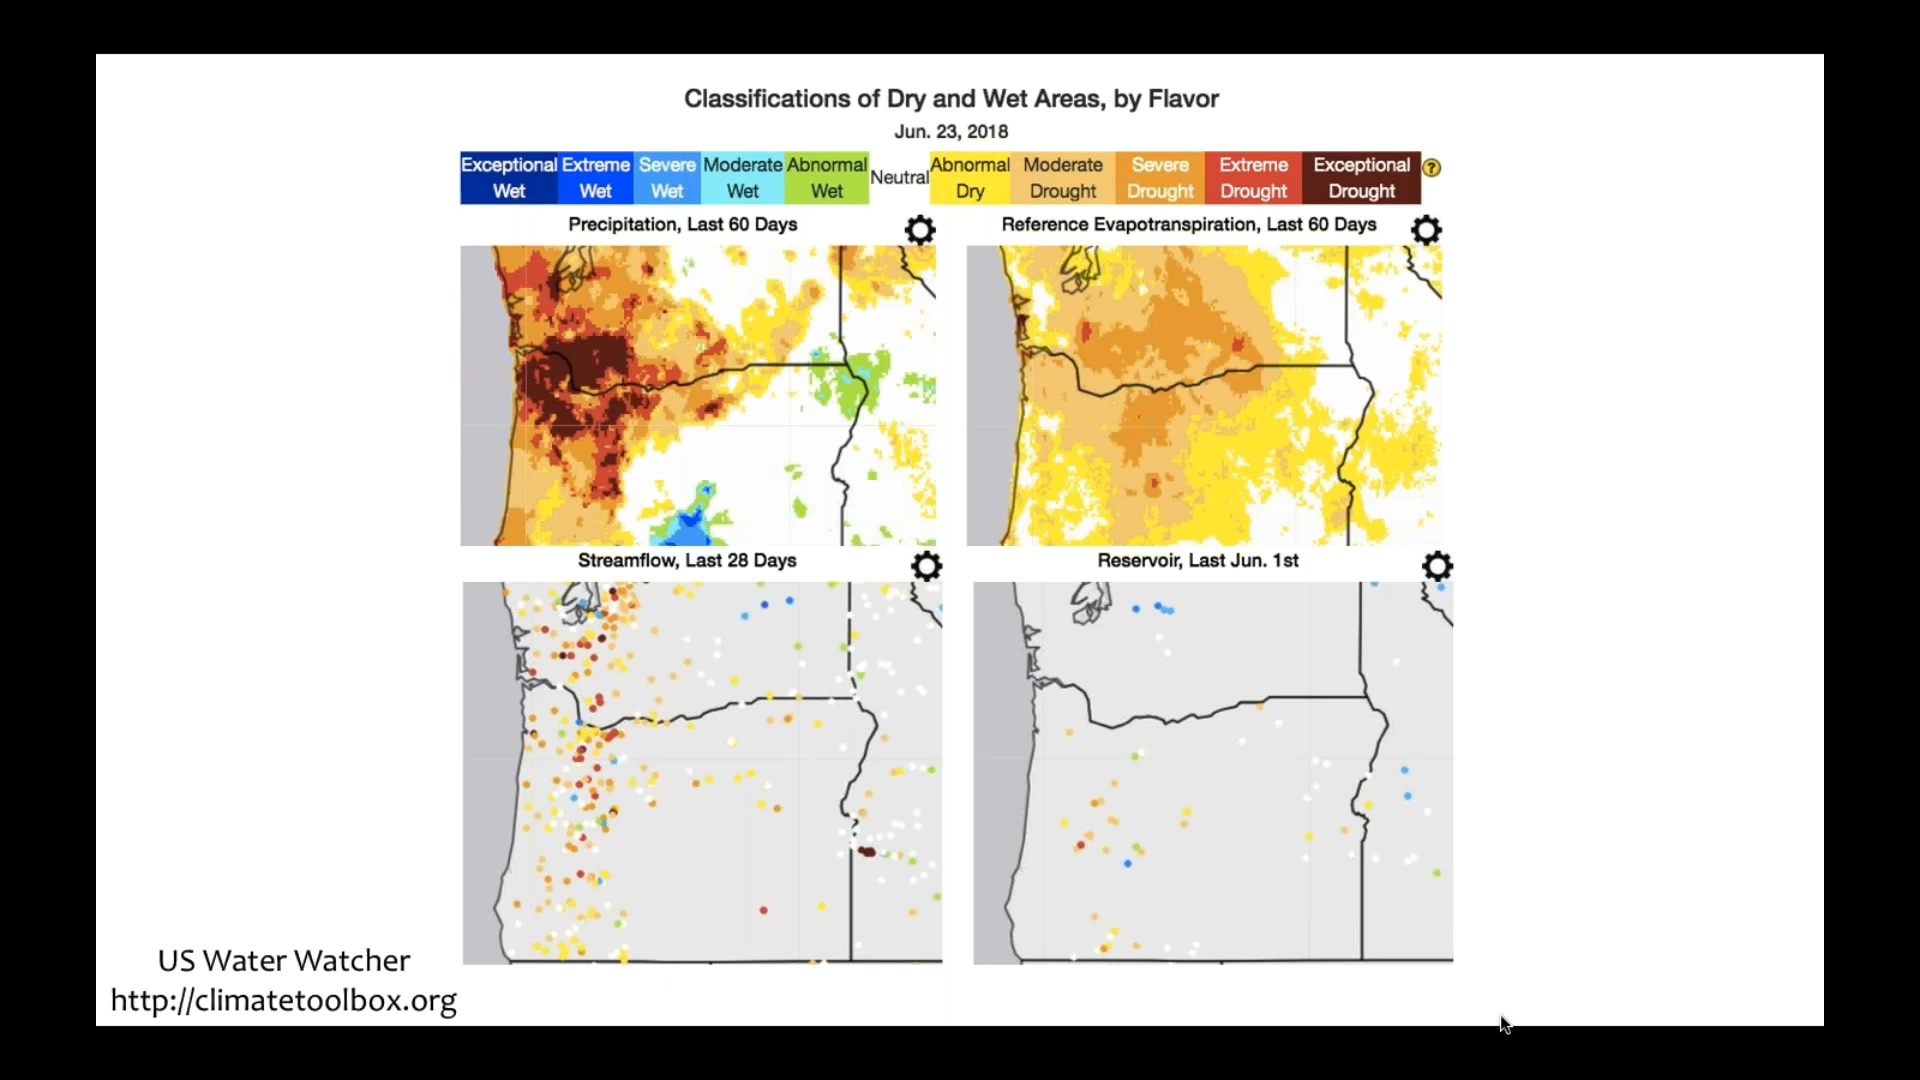 Classifications of Dry and Wet Areas, by Flavor
Jun. 23, 2018
Exceptional Wet
Extreme Wet
Severe Wet
Moderate Wet
Abnormal Wet
Neutral
Abnormal Dry
Moderate Drought
Severe Drought
Extreme Drought
Exceptional Drought
?
Precipitation, Last 60 Days
Reference Evapotranspiration, Last 60 Days
Streamflow, Last 28 Days
Reservoir, Last Jun. 1st
US Water Watcher
http://climatetoolbox.org